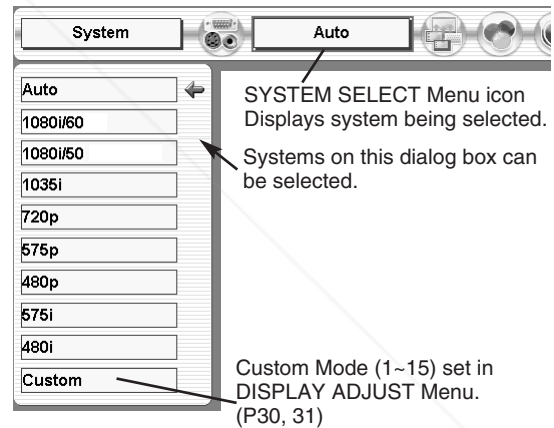 System
Auto
Auto
1080i/60
1080i/50
1035i
720p
575p
480p
575i
480i
Custom
SYSTEM SELECT Menu icon
Displays system being selected.
Systems on this dialog box can
be selected.
Custom Mode (1~15) set in
DISPLAY ADJUST Menu.
(P30, 31)